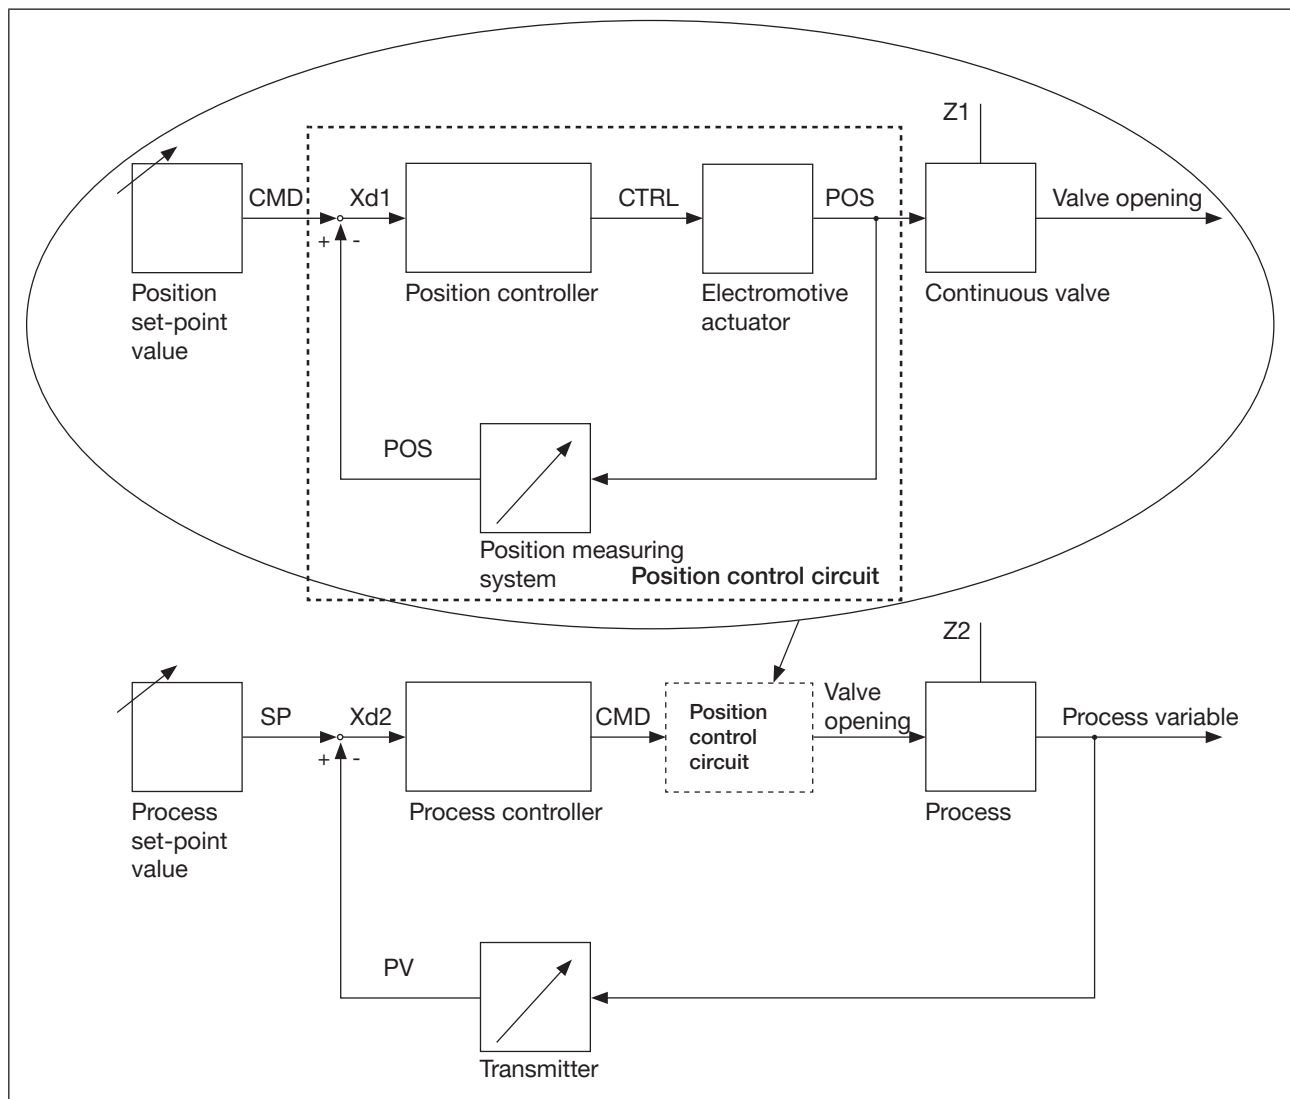 Z1
CMD
Xd1
CTRL
POS
Valve opening
+ -
Position
set-point
value
Position controller
Electromotive
actuator
Continuous valve
POS
Position measuring
system
Position control circuit
Z2
SP
Xd2
CMD
Valve
opening
Process variable
+ -
Position
control
circuit
Process
set-point
value
Process controller
Process
PV
Transmitter